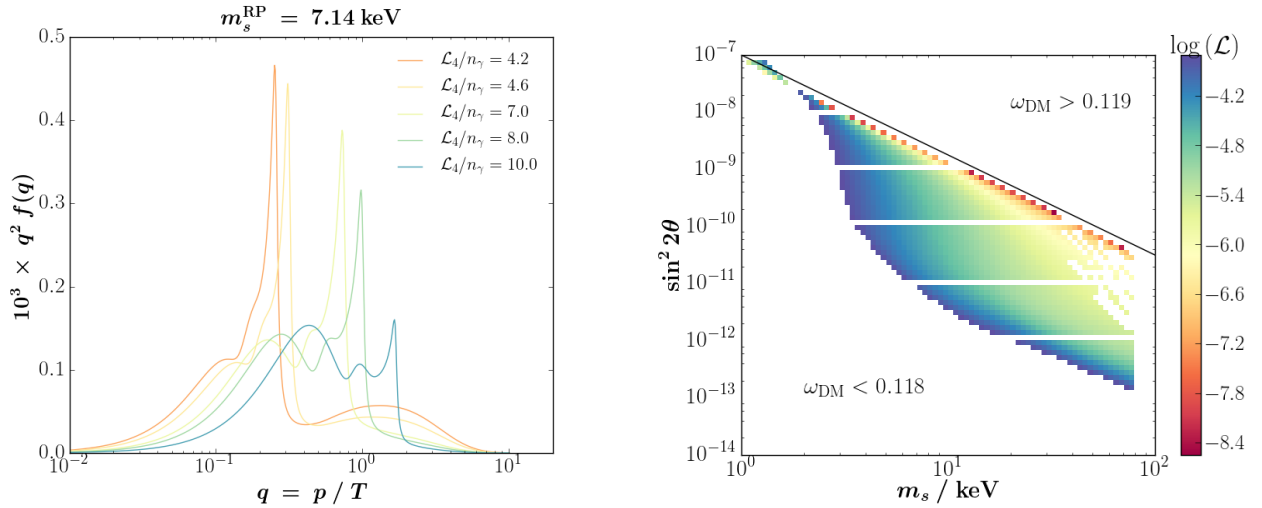 m_s^RP = 7.14 keV
0.5
0.4
0.3
0.2
0.1
0.0
10^−2
10^−1
10^0
10^1
10^3 × q^2 f(q)
q = p / T
ℒ_4/n_γ = 4.2
ℒ_4/n_γ = 4.6
ℒ_4/n_γ = 7.0
ℒ_4/n_γ = 8.0
ℒ_4/n_γ = 10.0
10^−7
10^−8
10^−9
10^−10
10^−11
10^−12
10^−13
10^−14
sin^2 2θ
10^0
10^1
10^2
m_s / keV
ω_DM > 0.119
ω_DM < 0.118
log (ℒ)
−4.2
−4.8
−5.4
−6.0
−6.6
−7.2
−7.8
−8.4